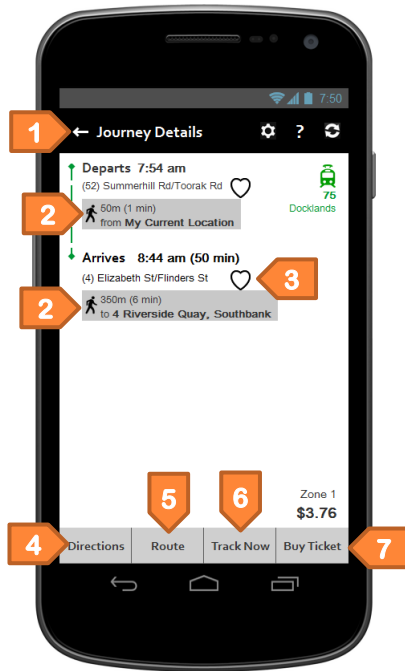 7:50
1
Journey Details
?
Departs 7:54 am
(52) Summerhill Rd/Toorak Rd
75
Docklands
2
50m (1 min)
from My Current Location
Arrives 8:44 am (50 min)
(4) Elizabeth St/Flinders St
3
2
350m (6 min)
to 4 Riverside Quay, Southbank
Zone 1
$3.76
5
6
4
Directions
Route
Track Now
Buy Ticket
7